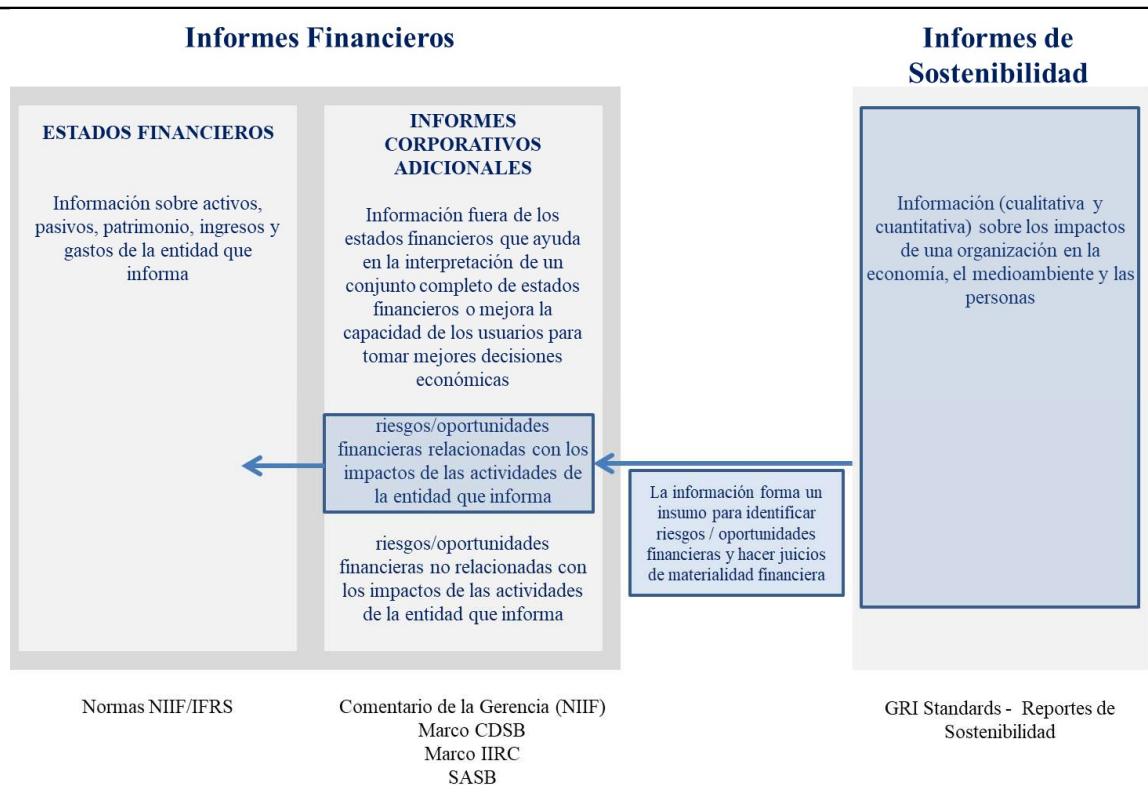 Informes Financieros
Informes de
Sostenibilidad
ESTADOS FINANCIEROS
Información sobre activos,
pasivos, patrimonio, ingresos y
gastos de la entidad que
informa
INFORMES
CORPORATIVOS
ADICIONALES
Información fuera de los
estados financieros que ayuda
en la interpretación de un
conjunto completo de estados
financieros o mejora la
capacidad de los usuarios para
tomar mejores decisiones
económicas
riesgos/oportunidades
financieras relacionadas con los
impactos de las actividades de
la entidad que informa
riesgos/oportunidades
financieras no relacionadas con
los impactos de las actividades
de la entidad que informa
La información forma un
insumo para identificar
riesgos / oportunidades
financieras y hacer juicios
de materialidad financiera
Información (cualitativa y
cuantitativa) sobre los impactos
de una organización en la
economía, el medioambiente y las
personas
Normas NIIF/IFRS
Comentario de la Gerencia (NIIF)
Marco CDSB
Marco IIRC
SASB
GRI Standards - Reportes de
Sostenibilidad